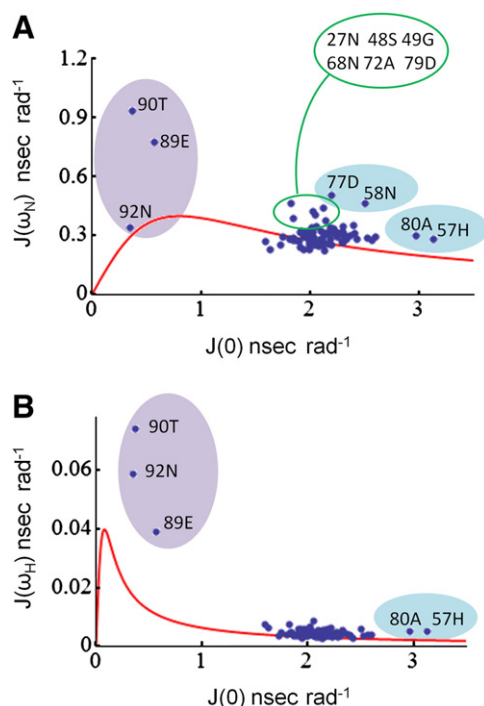 A
27N 48S 49G
68N 72A 79D
1.2
0.9
0.6
0.3
0
J(ωN) nsec rad-1
90T
89E
92N
77D
58N
80A 57H
0 1 2 3
J(0) nsec rad-1
B
0.06
0.04
0.02
0
J(ωH) nsec rad-1
90T
92N
89E
80A 57H
0 1 2 3
J(0) nsec rad-1